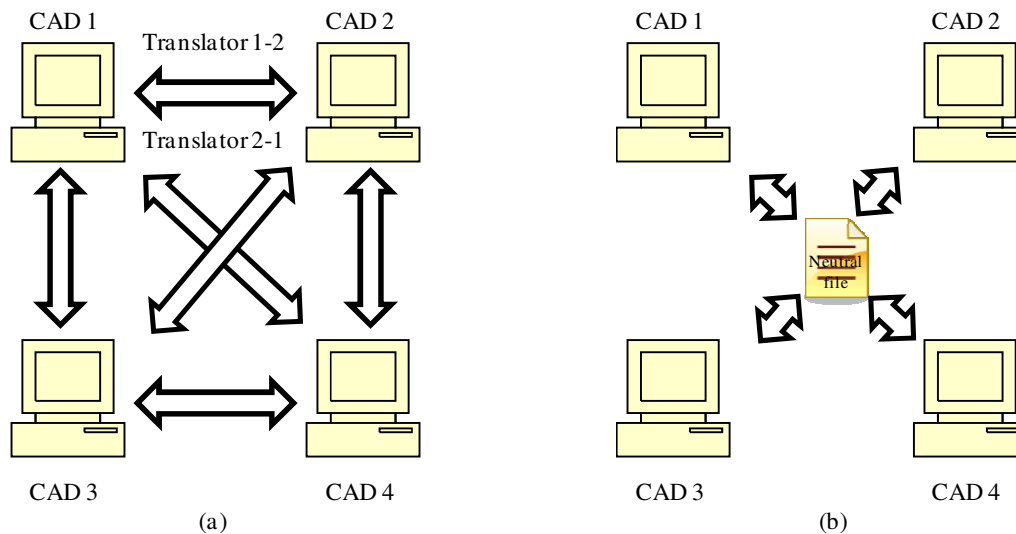 CAD 1
CAD 2
Translator 1-2
Translator 2-1
CAD 3
CAD 4
(a)
CAD 1
CAD 2
Neutral
file
CAD 3
CAD 4
(b)